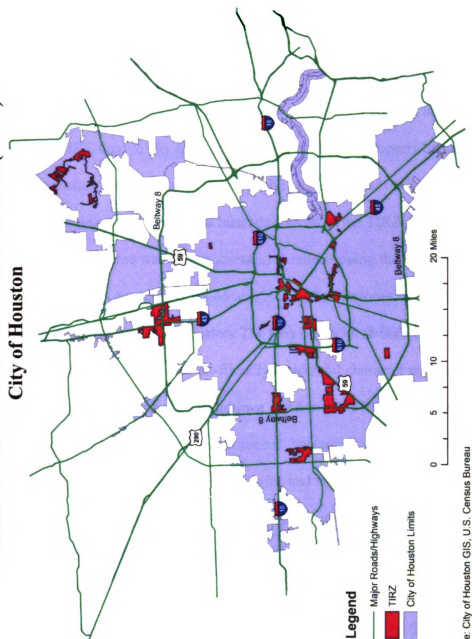 City of Houston
Beltway 8
59
45
290
610
10
10
45
Beltway 8
Beltway 8
610
59
10
0 5 10 20 Miles
Legend
Major Roads/Highways
TIRZ
City of Houston Limits
City of Houston GIS, U.S. Census Bureau